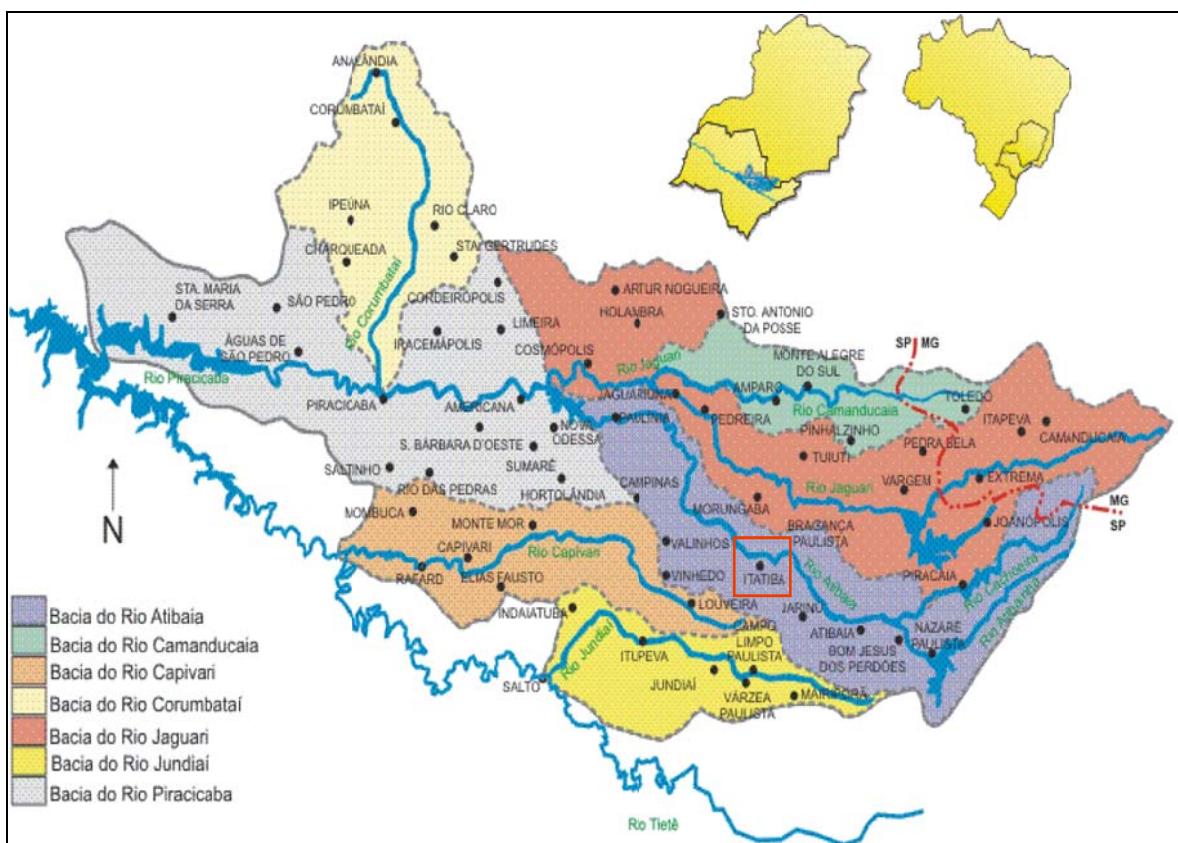 ANALÂNDIA
CORUMBATAÍ
IPEÚNA
RIO CLARO
CHARQUEADA
STA. GERTRUDES
Rio Corumbataí
STA. MARIA
DA SERRA
SÃO PEDRO
CORDEIRÓPOLIS
ARTUR NOGUEIRA
HOLAMBRA
STO. ANTONIO
DA POSSE
ÁGUAS DE
SÃO PEDRO
IRACEMÁPOLIS
LIMEIRA
COSMÓPOLIS
Rio Jaguari
MONTE ALEGRE
DO SUL
SP
MG
Rio Piracicaba
PIRACICABA
AMERICANA
JAGUARIUNA
AMPARO
Rio Camanducaia
TOLEDO
ITAPEVA
PAULÍNIA
PEDREIRA
PINHALZINHO
PEDRA BELA
CAMANDUCAIA
NOVA
ODESSA
S. BÁRBARA D'OESTE
TUIUTI
SALTINHO
SUMARÉ
RIO DAS PEDRAS
HORTOLÂNDIA
CAMPINAS
Rio Jaguari
VARGEM
EXTREMA
MG
SP
N
MOMBUCA
MONTE MOR
MORUNGABA
BRAGANÇA
PAULISTA
JOANÓPOLIS
CAPIVARI
Rio Capivari
VALINHOS
RAFARD
ELIAS FAUSTO
VINHEDO
ITATIBA
Rio Atibaia
PIRACAIA
Rio Cachoeira
Rio Atibainha
INDAIATUBA
LOUVEIRA
JARINU
CAMPO
LIMPO
PAULISTA
ATIBAIA
NAZARÉ
PAULISTA
BOM JESUS
DOS PERDÕES
Rio Jundiaí
ITUPEVA
SALTO
JUNDIAÍ
VÁRZEA
PAULISTA
MAIRIPORÃ
Bacia do Rio Atibaia
Bacia do Rio Camanducaia
Bacia do Rio Capivari
Bacia do Rio Corumbataí
Bacia do Rio Jaguari
Bacia do Rio Jundiaí
Bacia do Rio Piracicaba
Rio Tietê